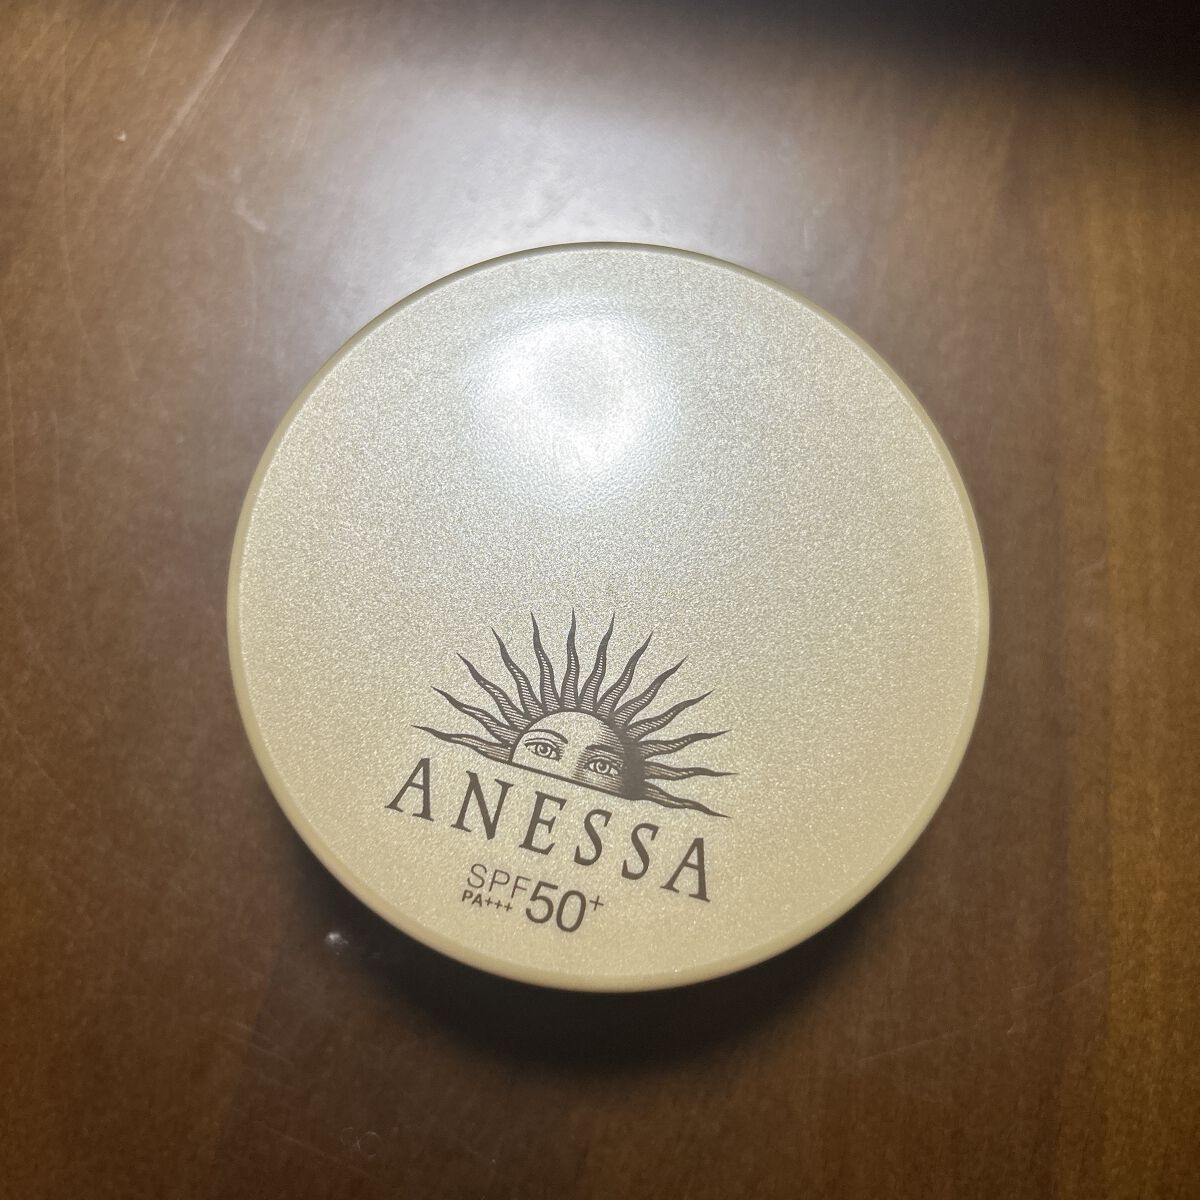 ANESSA
SPF 50+
PA+++